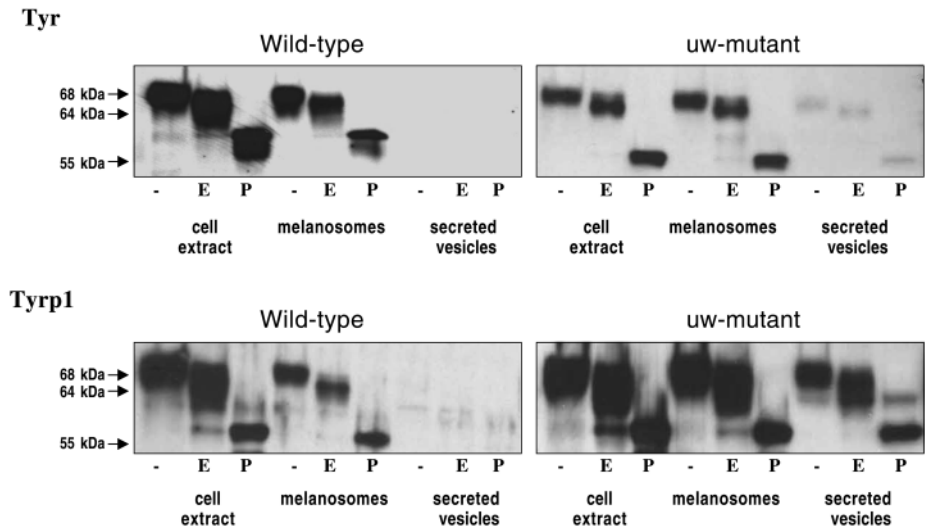 Tyr
Wild-type uw-mutant
68 kDa
64 kDa
55 kDa
- E P - E P - E P - E P - E P - E P
cell extract melanosomes secreted vesicles cell extract melanosomes secreted vesicles
Tyrp1
Wild-type uw-mutant
68 kDa
64 kDa
55 kDa
- E P - E P - E P - E P - E P - E P
cell extract melanosomes secreted vesicles cell extract melanosomes secreted vesicles